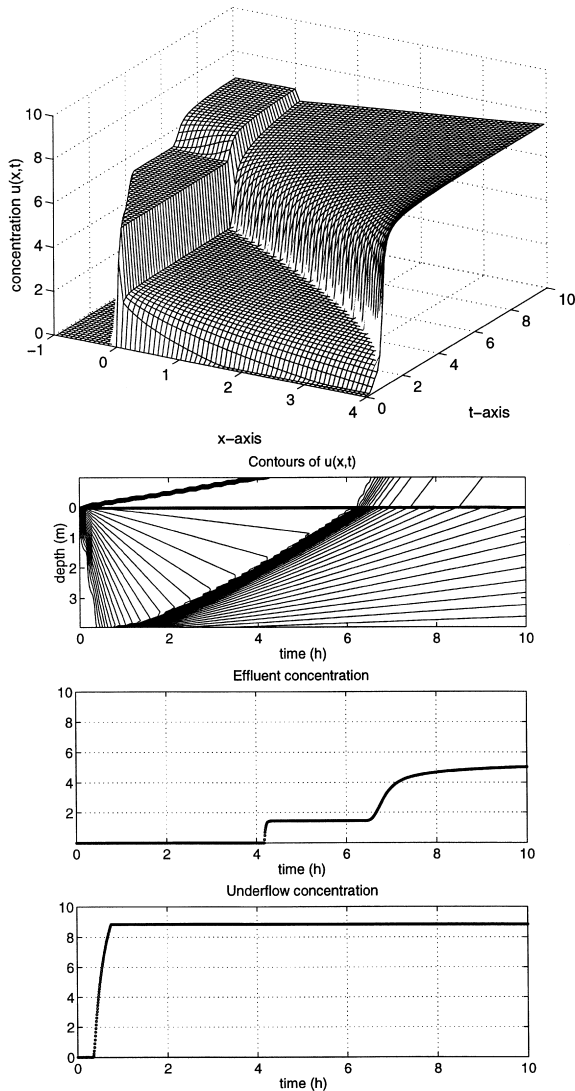 10
8
6
4
2
0
concentration u(x,t)
−1
0
1
2
3
4
x−axis
0
2
4
6
8
10
t−axis
Contours of u(x,t)
0
1
2
3
depth (m)
0 2 4 6 8 10
time (h)
Effluent concentration
10
8
6
4
2
0 2 4 6 8 10
time (h)
Underflow concentration
10
8
6
4
2
0
0 2 4 6 8 10
time (h)